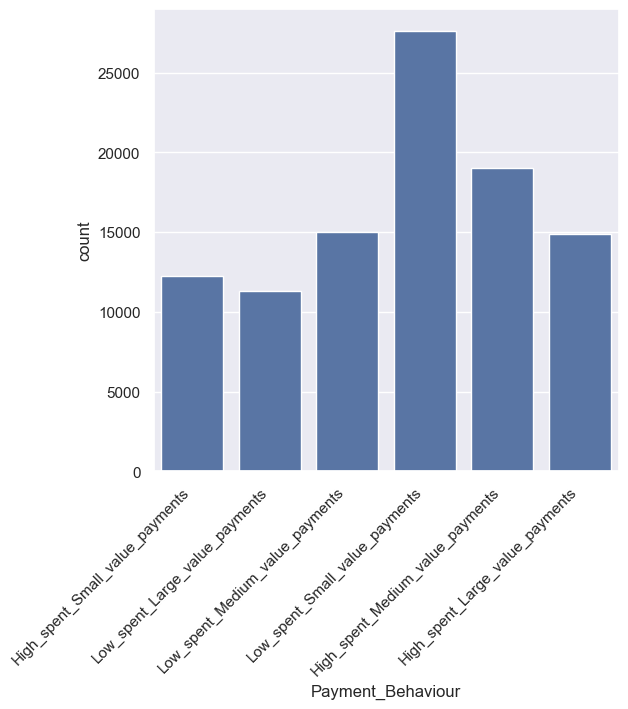 25000
20000
15000
10000
5000
0
count
High_spent_Small_value_payments
Low_spent_Large_value_payments
Low_spent_Medium_value_payments
Low_spent_Small_value_payments
High_spent_Medium_value_payments
High_spent_Large_value_payments
Payment_Behaviour